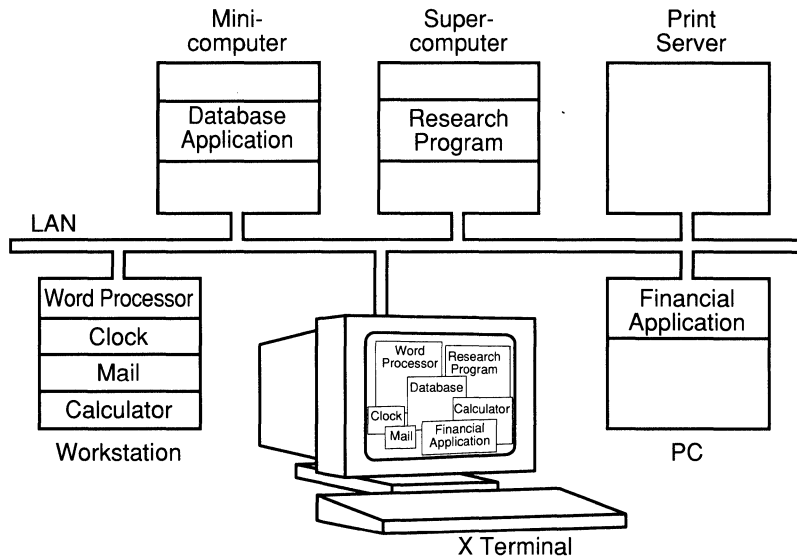 Mini-
computer
Super-
computer
Print
Server
Database
Application
Research
Program
LAN
Word Processor
Clock
Mail
Calculator
Workstation
Word
Processor
Research
Program
Database
Clock
Calculator
Mail
Financial
Application
Financial
Application
PC
X Terminal